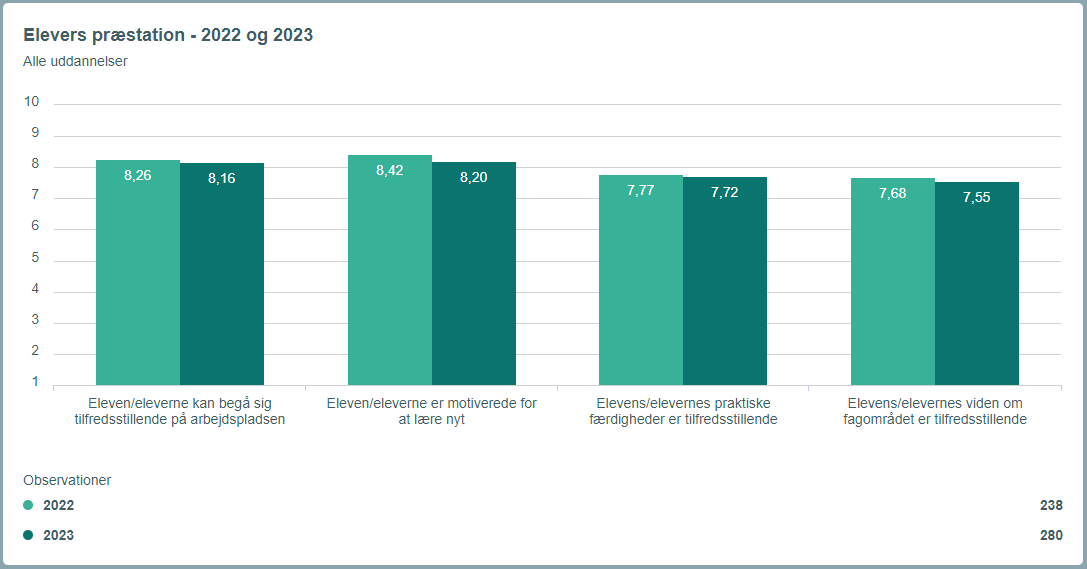 Elevers præstation - 2022 og 2023
Alle uddannelser
10
9
8
7
6
5
4
3
2
1
8,26
8,16
8,42
8,20
7,77
7,72
7,68
7,55
Eleven/eleverne kan begå sig
tilfredsstillende på arbejdspladsen
Eleven/eleverne er motiverede for
at lære nyt
Elevens/elevernes praktiske
færdigheder er tilfredsstillende
Elevens/elevernes viden om
fagområdet er tilfredsstillende
Observationer
2022 238
2023 280